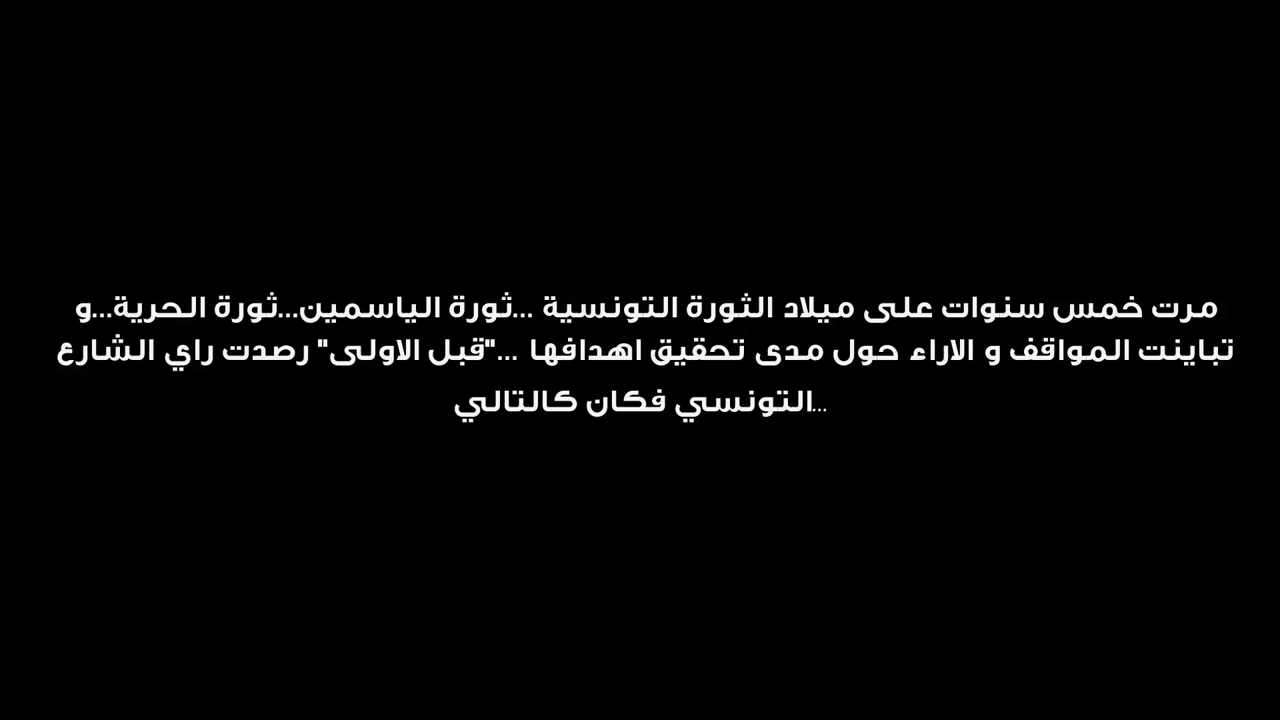 مرت خمس سنوات على ميلاد الثورة التونسية ...ثورة الياسمين...ثورة الحرية...و
تباينت المواقف و الاراء حول مدى تحقيق اهدافها ..."قبل الاولى" رصدت راي الشارع
...التونسي فكان كالتالي